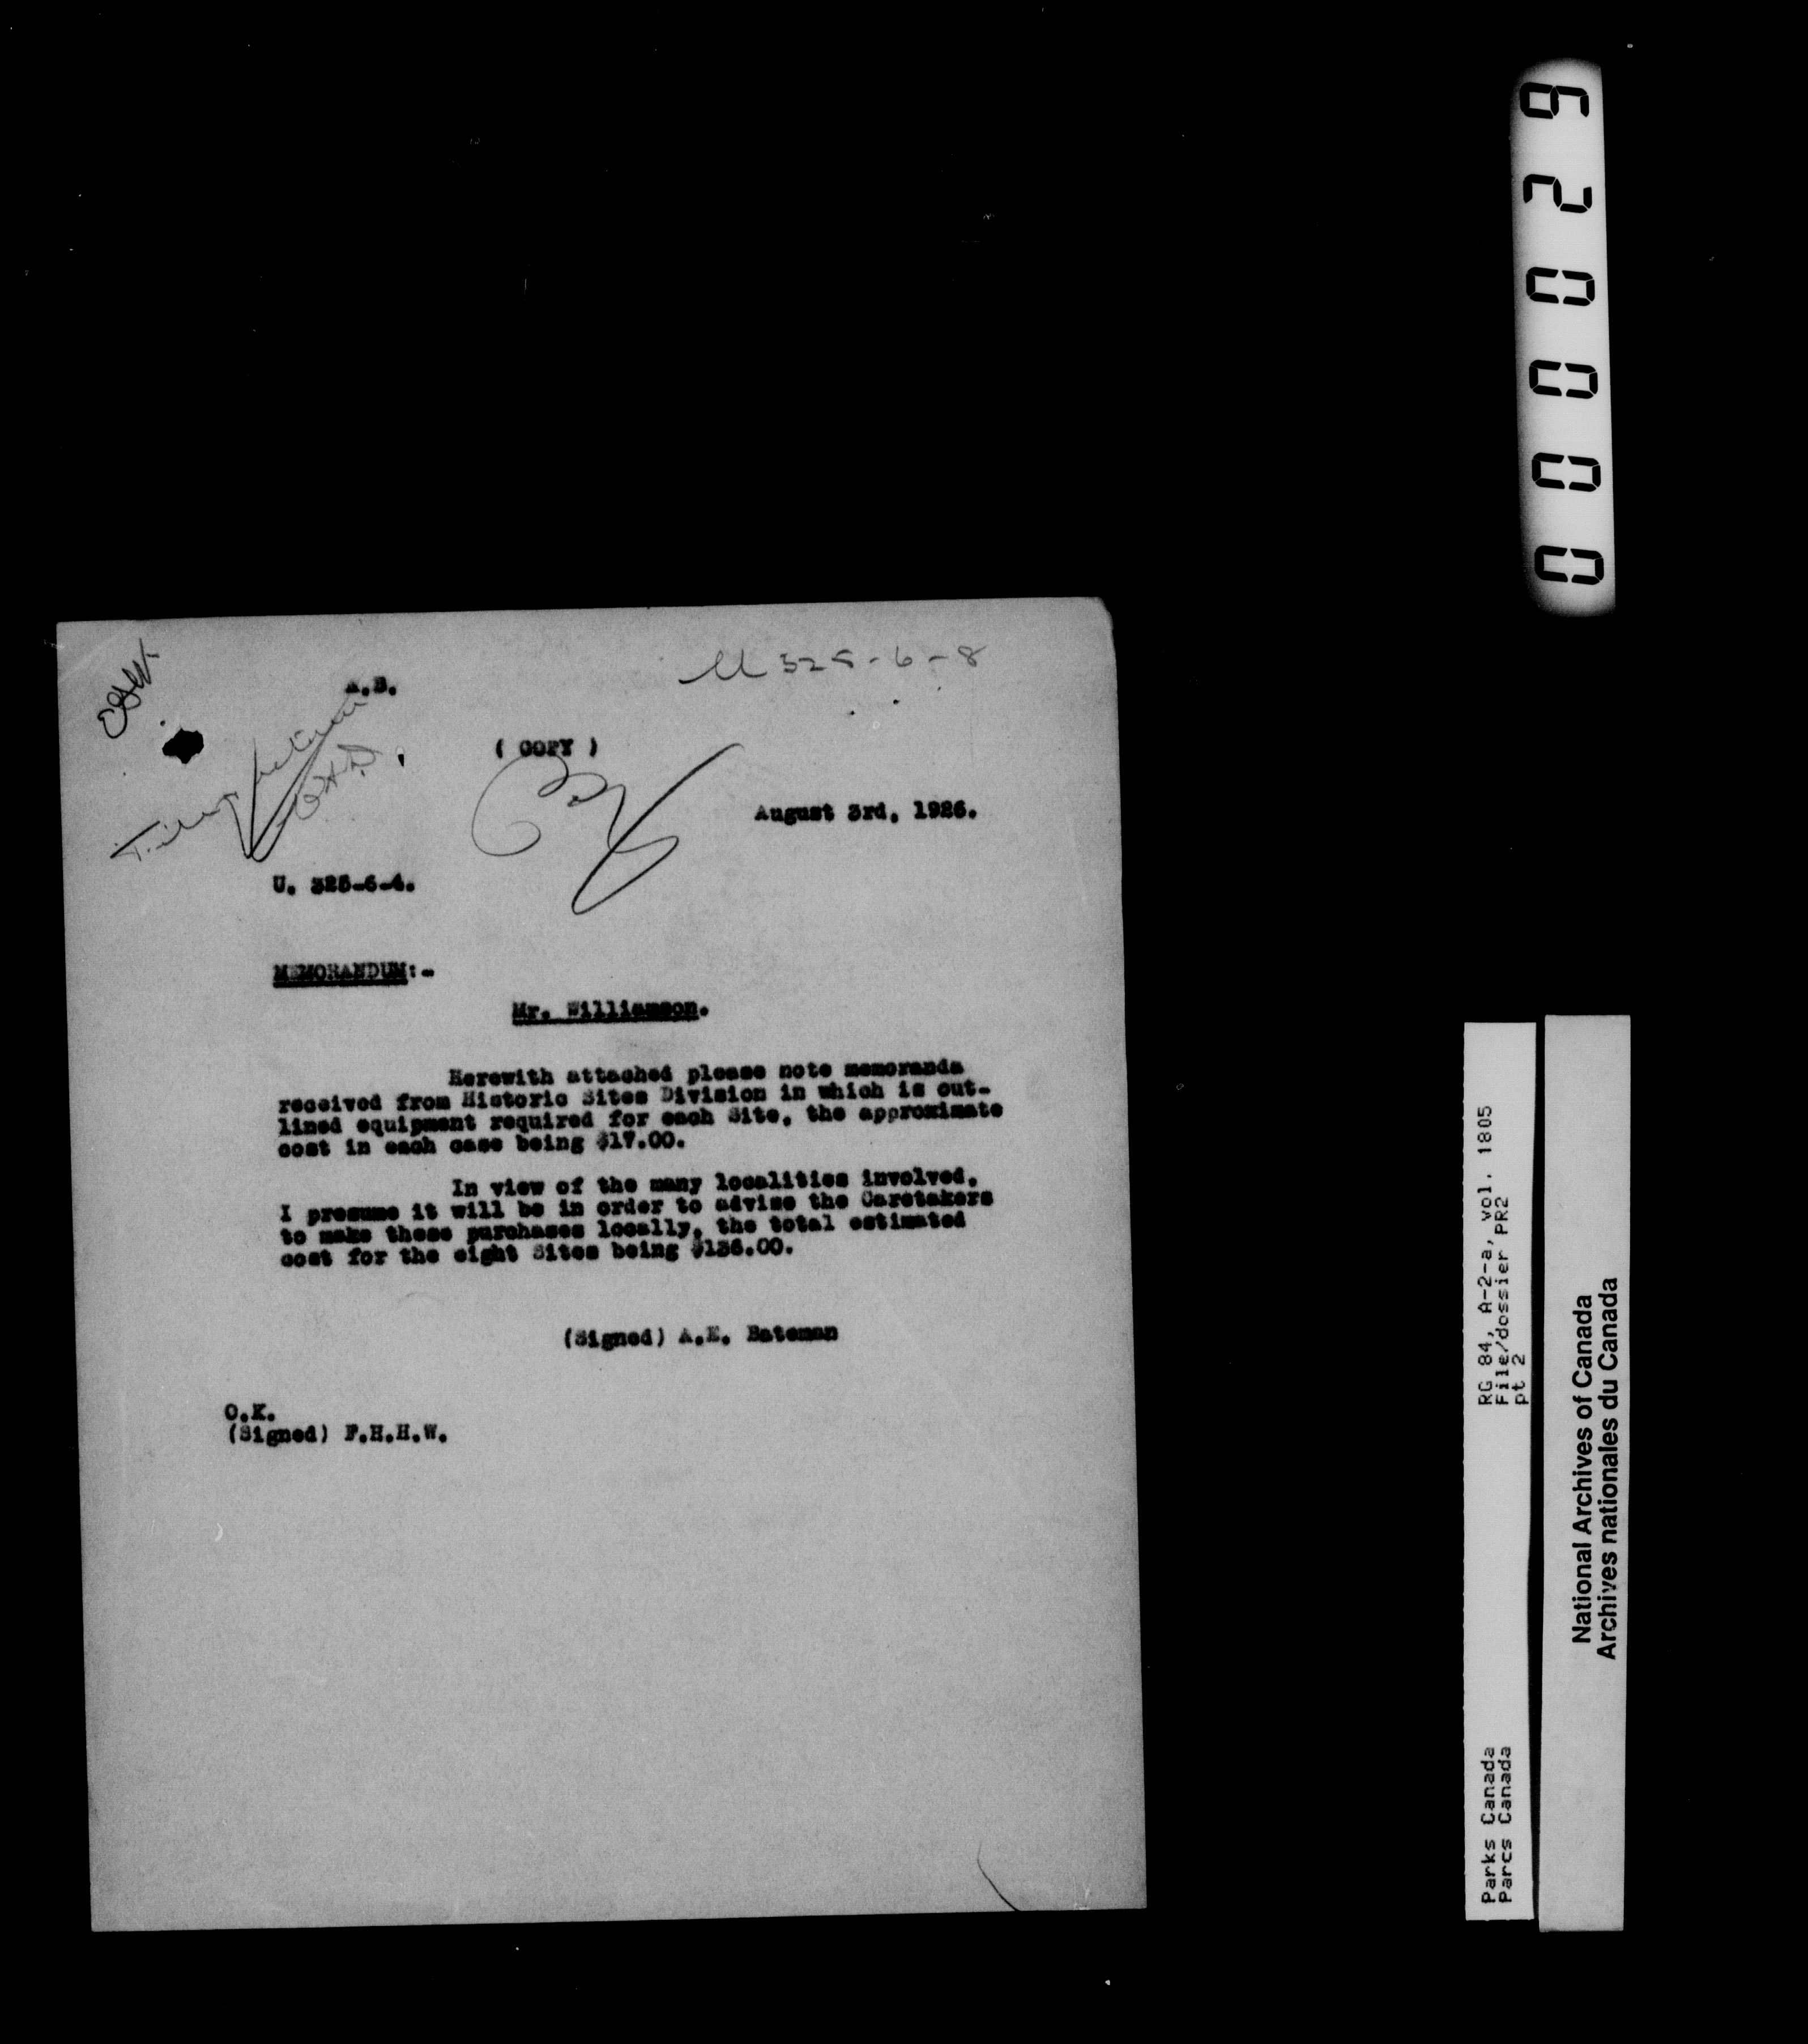 U 325-6-8
A.B.
( COPY )
August 3rd, 1926.
U. 325-6-4.
MEMORANDUM:-
Mr. Williamson.
Herewith attached please note memoranda
received from Historic Sites Division in which is out-
lined equipment required for each Site, the approximate
cost in each case being $17.00.
In view of the many localities involved,
I presume it will be in order to advise the Caretakers
to make these purchases locally, the total estimated
cost for the eight Sites being $136.00.
(Signed) A.E. Bateman
O.K.
(Signed) F.H.H.W.
000029
RG 84, A-2-a, vol. 1805
File/dossier PR2
pt 2
Parks Canada
Parcs Canada
National Archives of Canada
Archives nationales du Canada